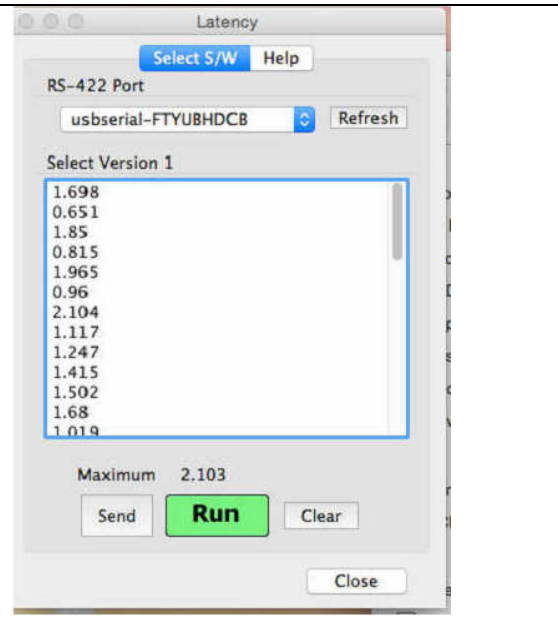 Latency
Select S/W Help
RS-422 Port
usbserial-FTYUBHDCB Refresh
Select Version 1
1.698
0.651
1.85
0.815
1.965
0.96
2.104
1.117
1.247
1.415
1.502
1.68
1.019
Maximum 2.103
Send Run Clear
Close